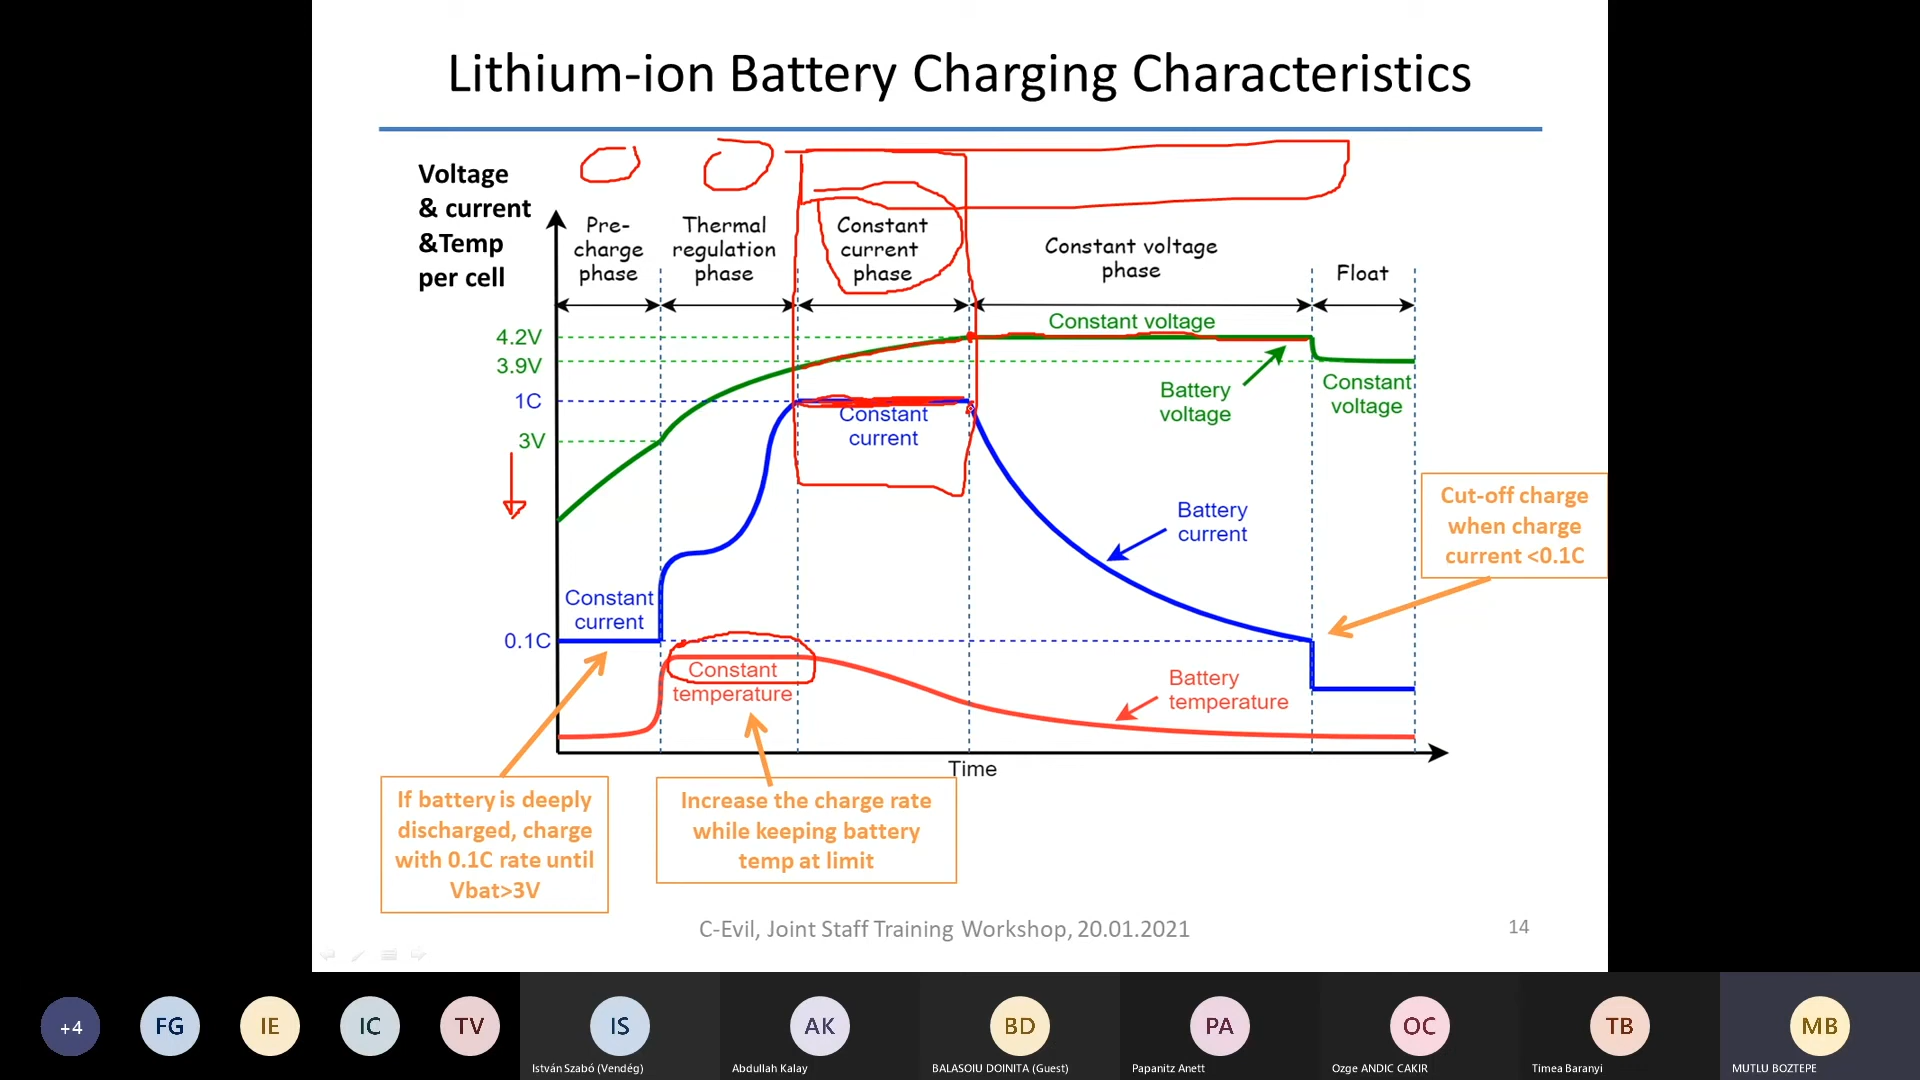 Lithium-ion Battery Charging Characteristics
Voltage
& current
&Temp
per cell
Pre-
charge
phase
Thermal
regulation
phase
Constant
current
phase
Constant voltage
phase
Float
4.2V
3.9V
1C
3V
0.1C
Constant voltage
Battery
voltage
Constant
voltage
Constant
current
Battery
current
Constant
current
Constant
temperature
Battery
temperature
Time
Cut-off charge
when charge
current <0.1C
If battery is deeply
discharged, charge
with 0.1C rate until
Vbat>3V
Increase the charge rate
while keeping battery
temp at limit
C-Evil, Joint Staff Training Workshop, 20.01.2021
14
+4
FG
IE
IC
TV
IS
István Szabó (Vendég)
AK
Abdullah Kalay
BD
BALASOIU DOINITA (Guest)
PA
Papanitz Anett
OC
Ozge ANDIC CAKIR
TB
Timea Baranyi
MB
MUTLU BOZTEPE